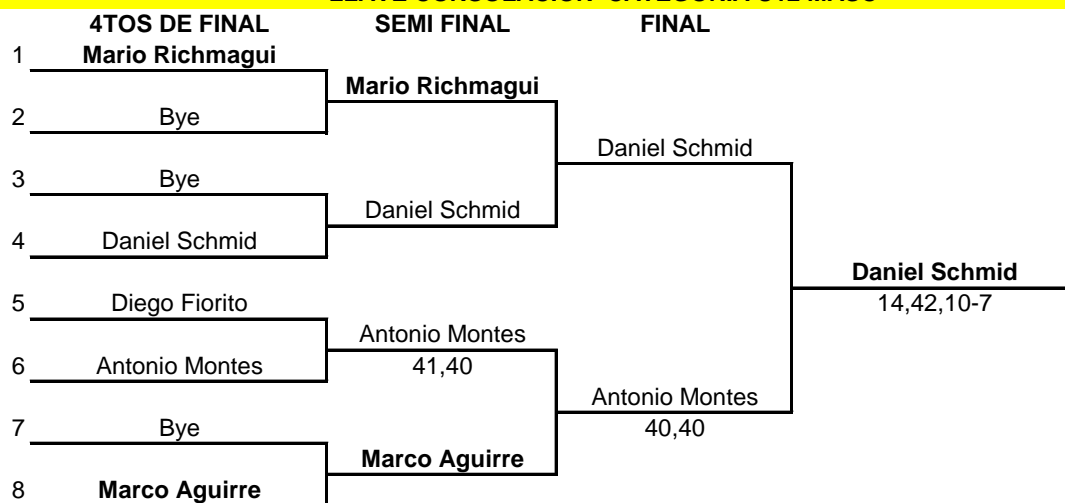 4TOS DE FINAL SEMI FINAL FINAL
1 Mario Richmagui
Mario Richmagui
2 Bye
Daniel Schmid
3 Bye
Daniel Schmid
4 Daniel Schmid
Daniel Schmid
5 Diego Fiorito
14,42,10-7
Antonio Montes
6 Antonio Montes
41,40
Antonio Montes
7 Bye
40,40
Marco Aguirre
8 Marco Aguirre